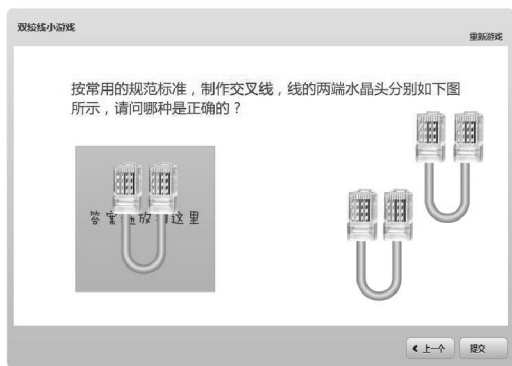 双绞线小游戏
重新游戏
按常用的规范标准，制作交叉线，线的两端水晶头分别如下图
所示，请问哪种是正确的？
答案 放 这里
上一个
提交